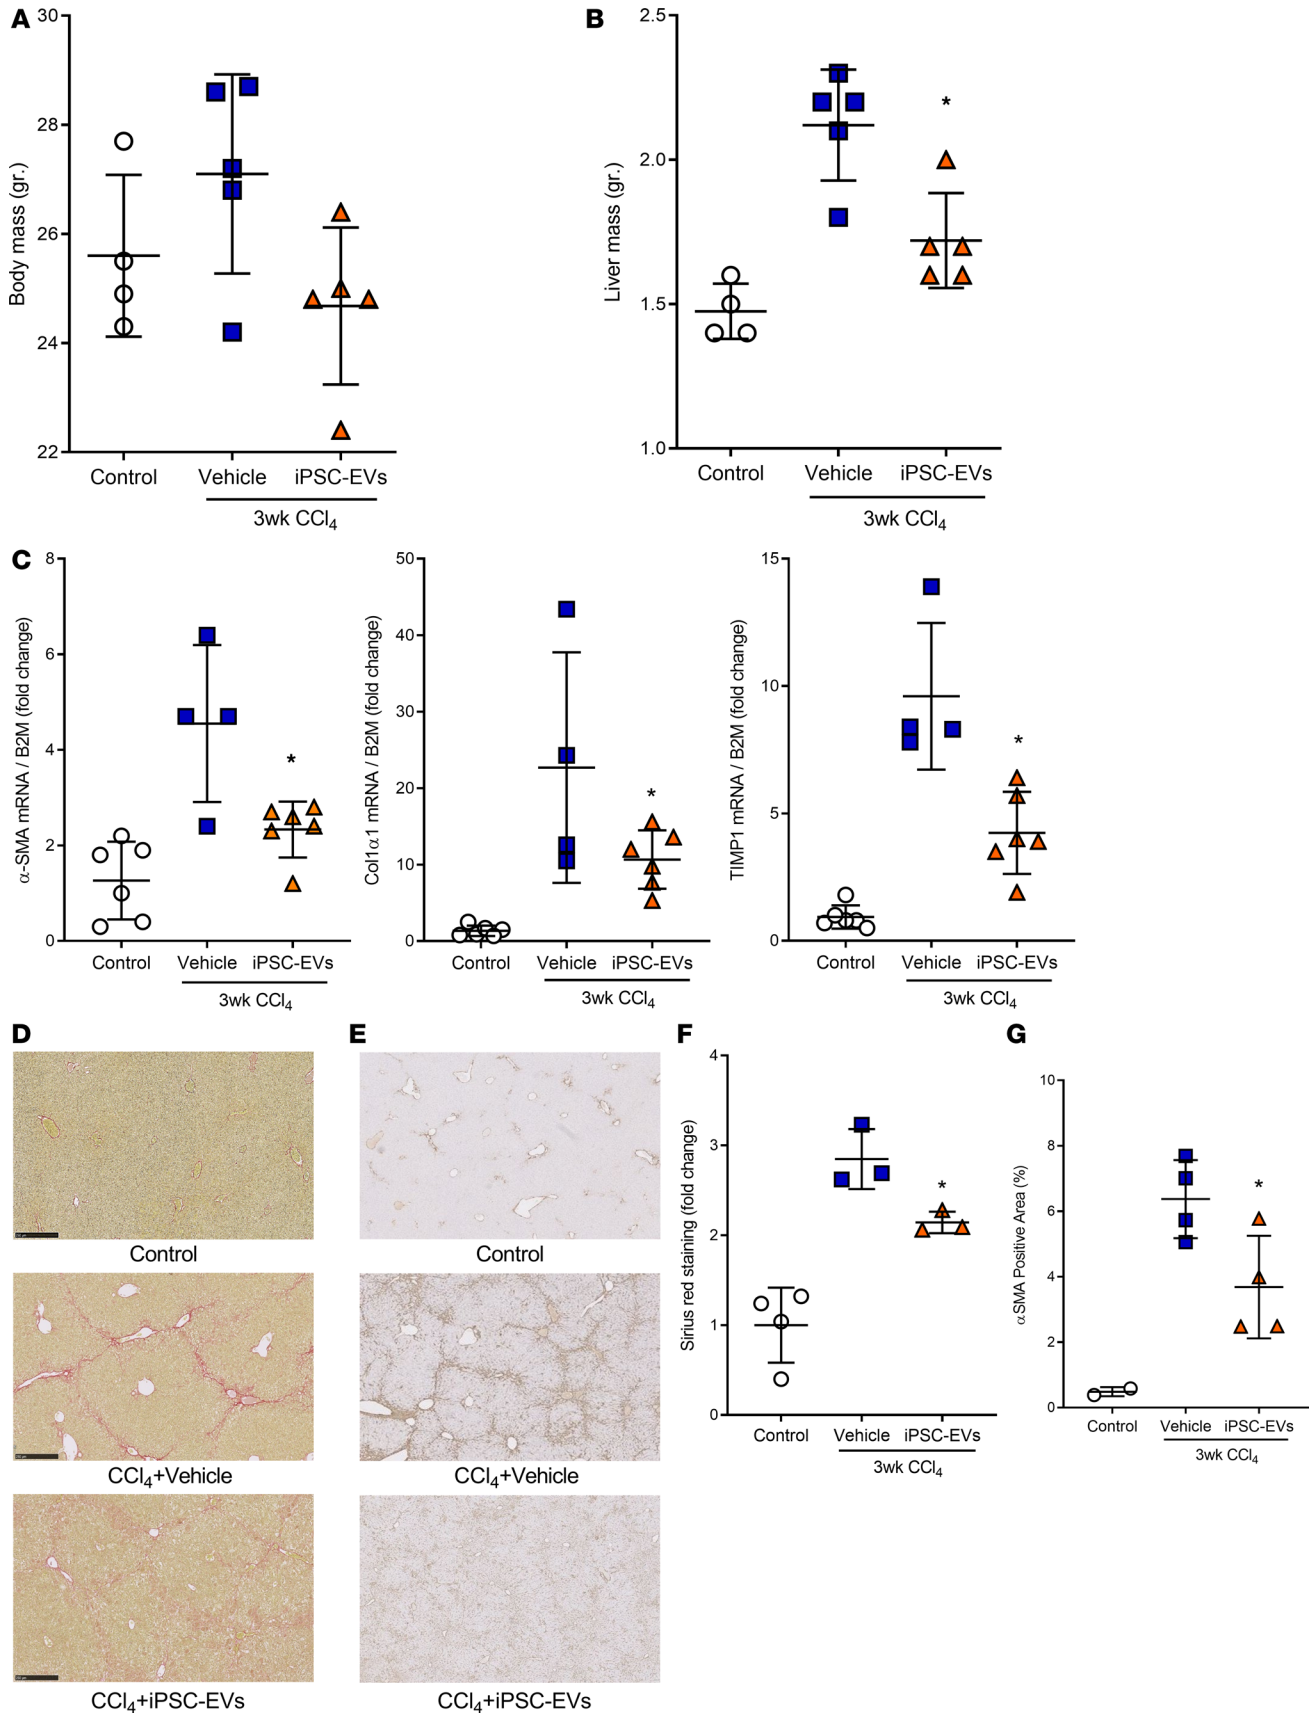 A
30
28
26
24
22
Body mass (gr.)
Control Vehicle iPSC-EVs
3wk CCl4
B
2.5
2.0
1.5
1.0
Liver mass (gr.)
*
Control Vehicle iPSC-EVs
3wk CCl4
C
8
6
4
2
0
α-SMA mRNA / B2M (fold change)
*
Control Vehicle iPSC-EVs
3wk CCl4
50
40
30
20
10
0
Col1α1 mRNA / B2M (fold change)
*
Control Vehicle iPSC-EVs
3wk CCl4
15
10
5
0
TIMP1 mRNA / B2M (fold change)
*
Control Vehicle iPSC-EVs
3wk CCl4
D
Control
CCl4+Vehicle
CCl4+iPSC-EVs
E
Control
CCl4+Vehicle
CCl4+iPSC-EVs
F
4
3
2
1
0
Sirius red staining (fold change)
*
Control Vehicle iPSC-EVs
3wk CCl4
G
10
8
6
4
2
0
αSMA Positive Area (%)
*
Control Vehicle iPSC-EVs
3wk CCl4